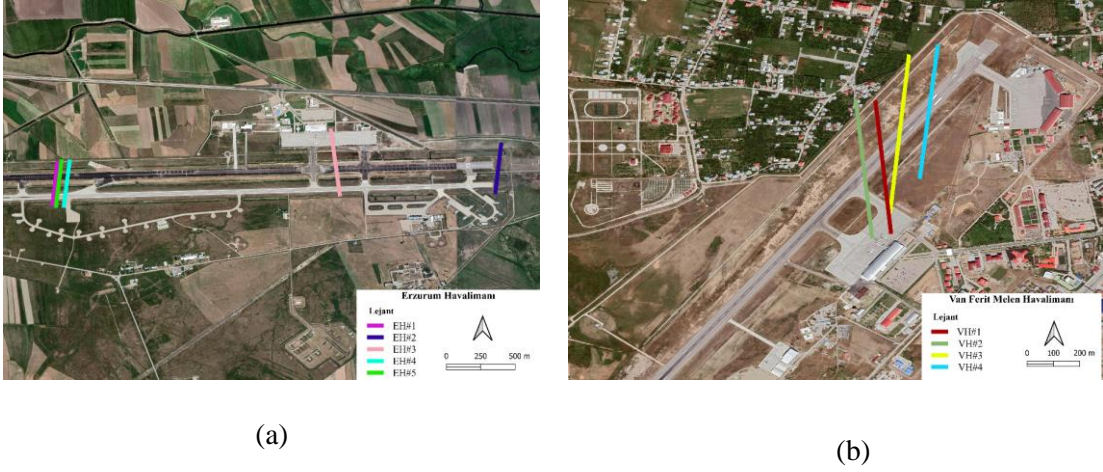 Erzurum Havalimanı
Lejant
EH#1
EH#2
EH#3
EH#4
EH#5
0 250 500 m
(a)
Van Ferit Melen Havalimanı
Lejant
VH#1
VH#2
VH#3
VH#4
0 100 200 m
(b)